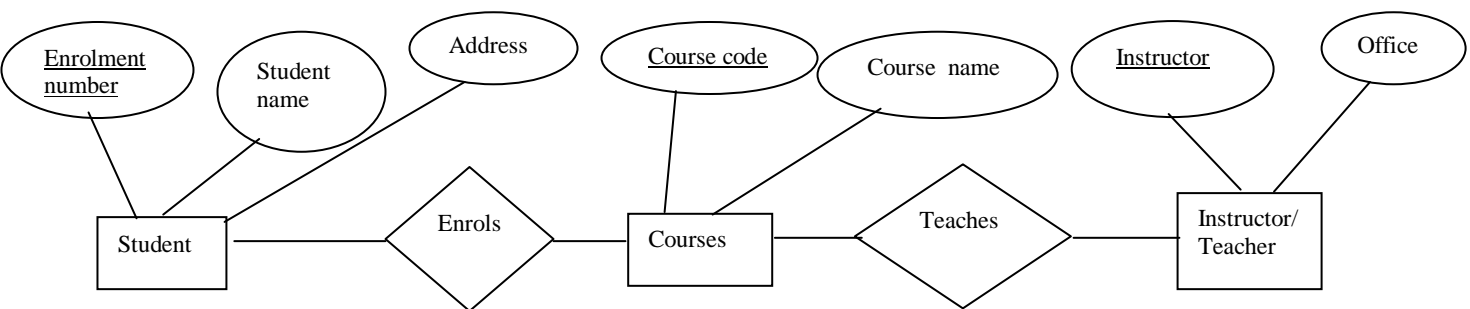 Enrolment
number
Student
name
Address
Course code
Course name
Instructor
Office
Student
Enrols
Courses
Teaches
Instructor/
Teacher